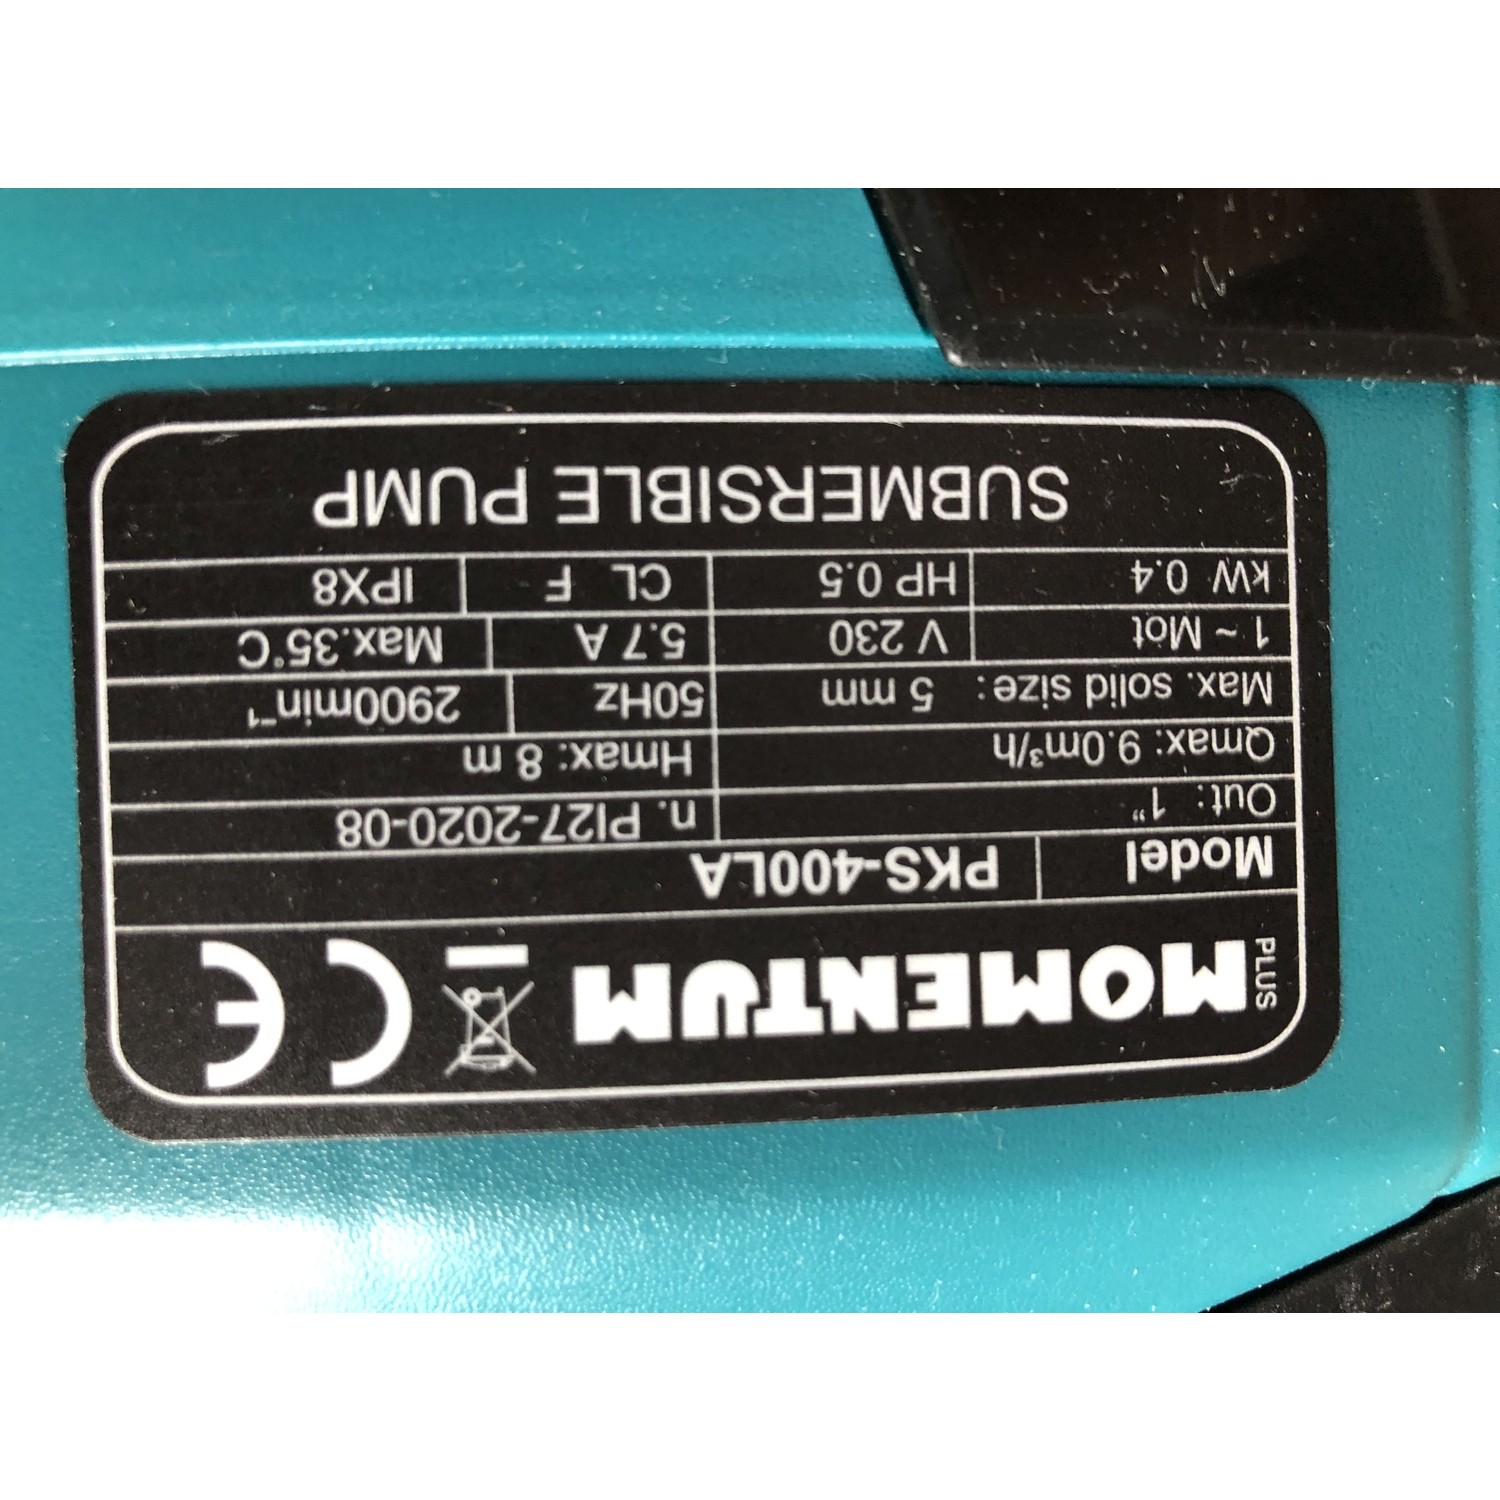 PLUS
MOMENTUM CE
Model PKS-400LA
Out: 1" n. PI27-2020-08
Qmax: 9.0m³/h Hmax: 8 m
Max. solid size: 5 mm 50Hz 2900min⁻¹
1 ~ Mot V 230 5.7 A Max.35°C
kW 0.4 HP 0.5 CL F IPX8
SUBMERSIBLE PUMP